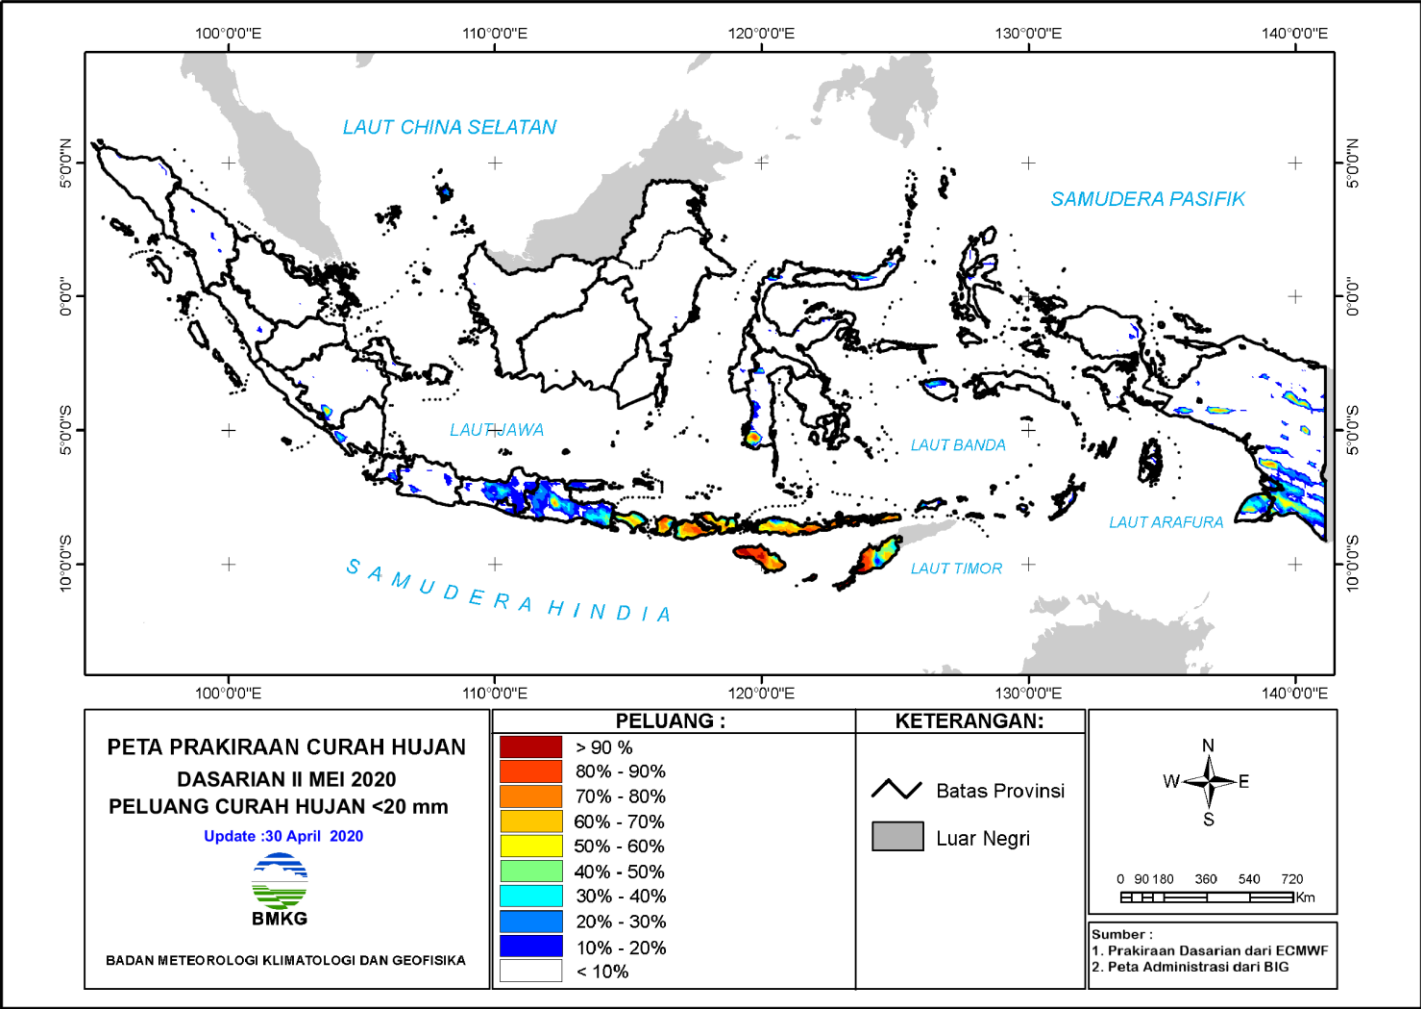 100°0'0"E 110°0'0"E 120°0'0"E 130°0'0"E 140°0'0"E
LAUT CHINA SELATAN
5°0'0"N
5°0'0"N
SAMUDERA PASIFIK
0°0'0"
0°0'0"
LAUT JAWA
5°0'0"S
5°0'0"S
LAUT BANDA
LAUT ARAFURA
10°0'0"S
10°0'0"S
LAUT TIMOR
SAMUDERA HINDIA
100°0'0"E 110°0'0"E 120°0'0"E 130°0'0"E 140°0'0"E
PETA PRAKIRAAN CURAH HUJAN
DASARIAN II MEI 2020
PELUANG CURAH HUJAN <20 mm
Update :30 April 2020
BMKG
BADAN METEOROLOGI KLIMATOLOGI DAN GEOFISIKA
PELUANG :
> 90 %
80% - 90%
70% - 80%
60% - 70%
50% - 60%
40% - 50%
30% - 40%
20% - 30%
10% - 20%
< 10%
KETERANGAN:
Batas Provinsi
Luar Negri
N
W E
S
0 90 180 360 540 720
Km
Sumber :
1. Prakiraan Dasarian dari ECMWF
2. Peta Administrasi dari BIG